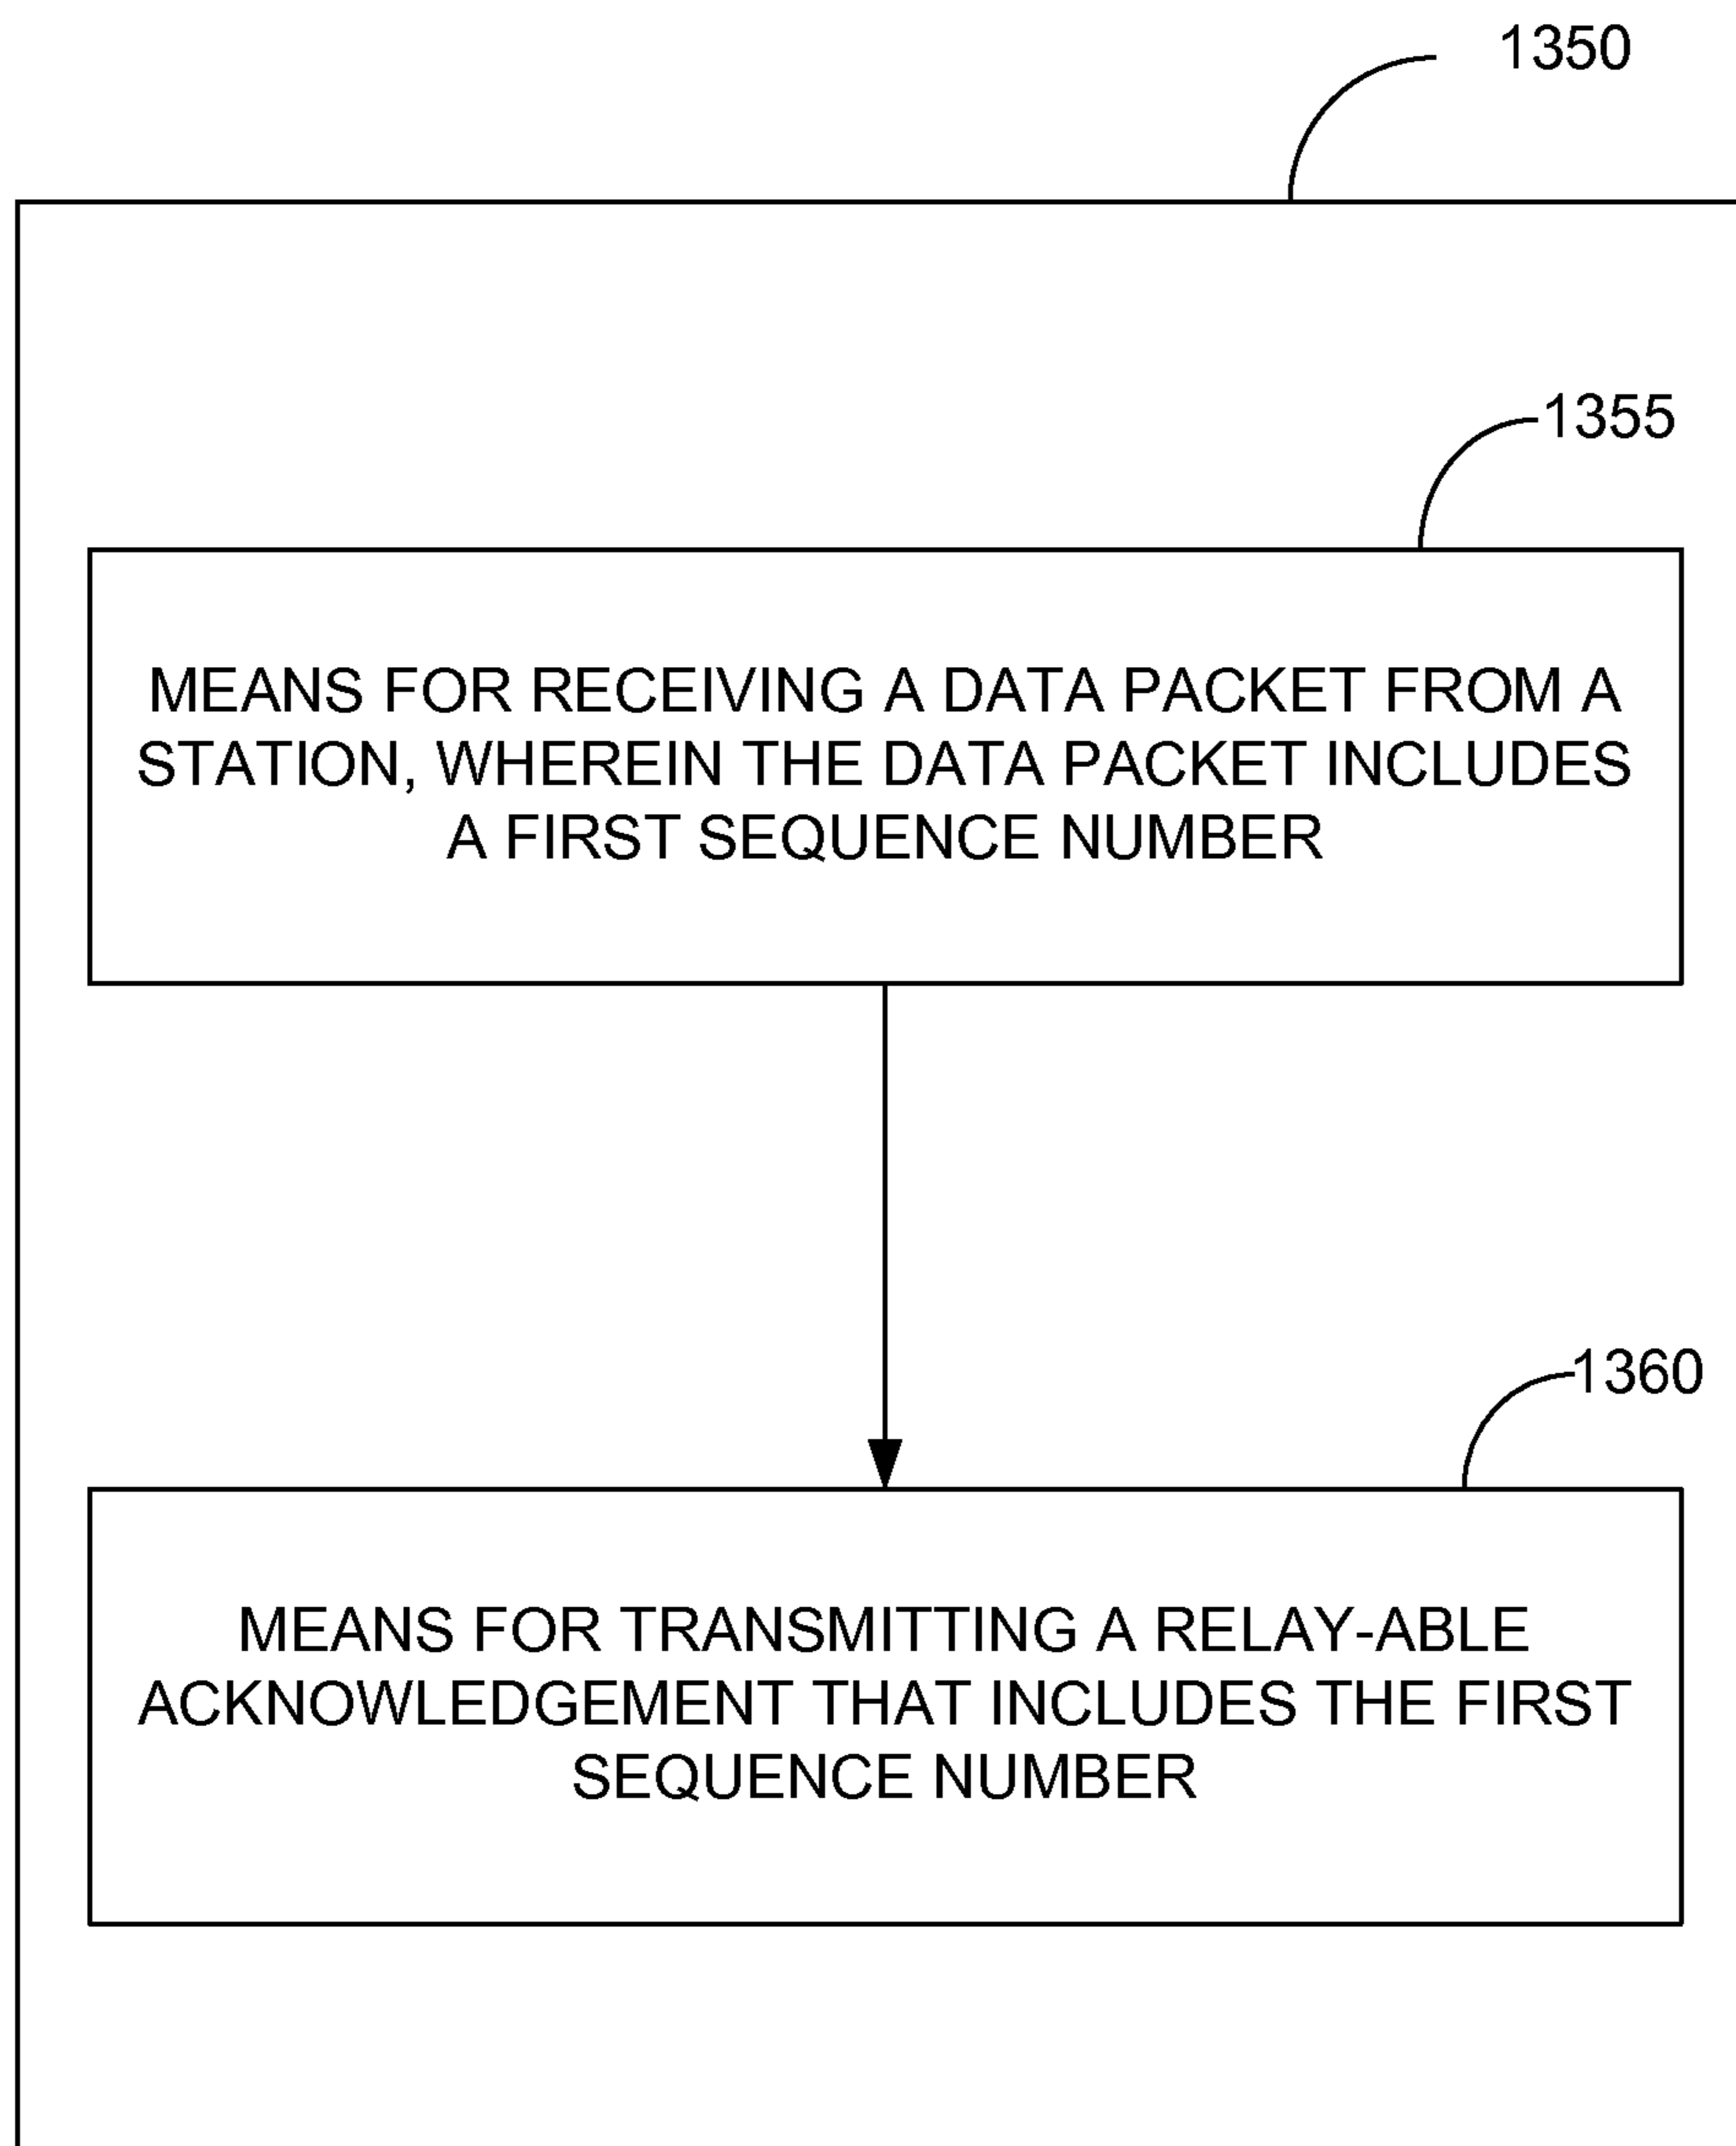 1350
1355
MEANS FOR RECEIVING A DATA PACKET FROM A
STATION, WHEREIN THE DATA PACKET INCLUDES
A FIRST SEQUENCE NUMBER
1360
MEANS FOR TRANSMITTING A RELAY-ABLE
ACKNOWLEDGEMENT THAT INCLUDES THE FIRST
SEQUENCE NUMBER